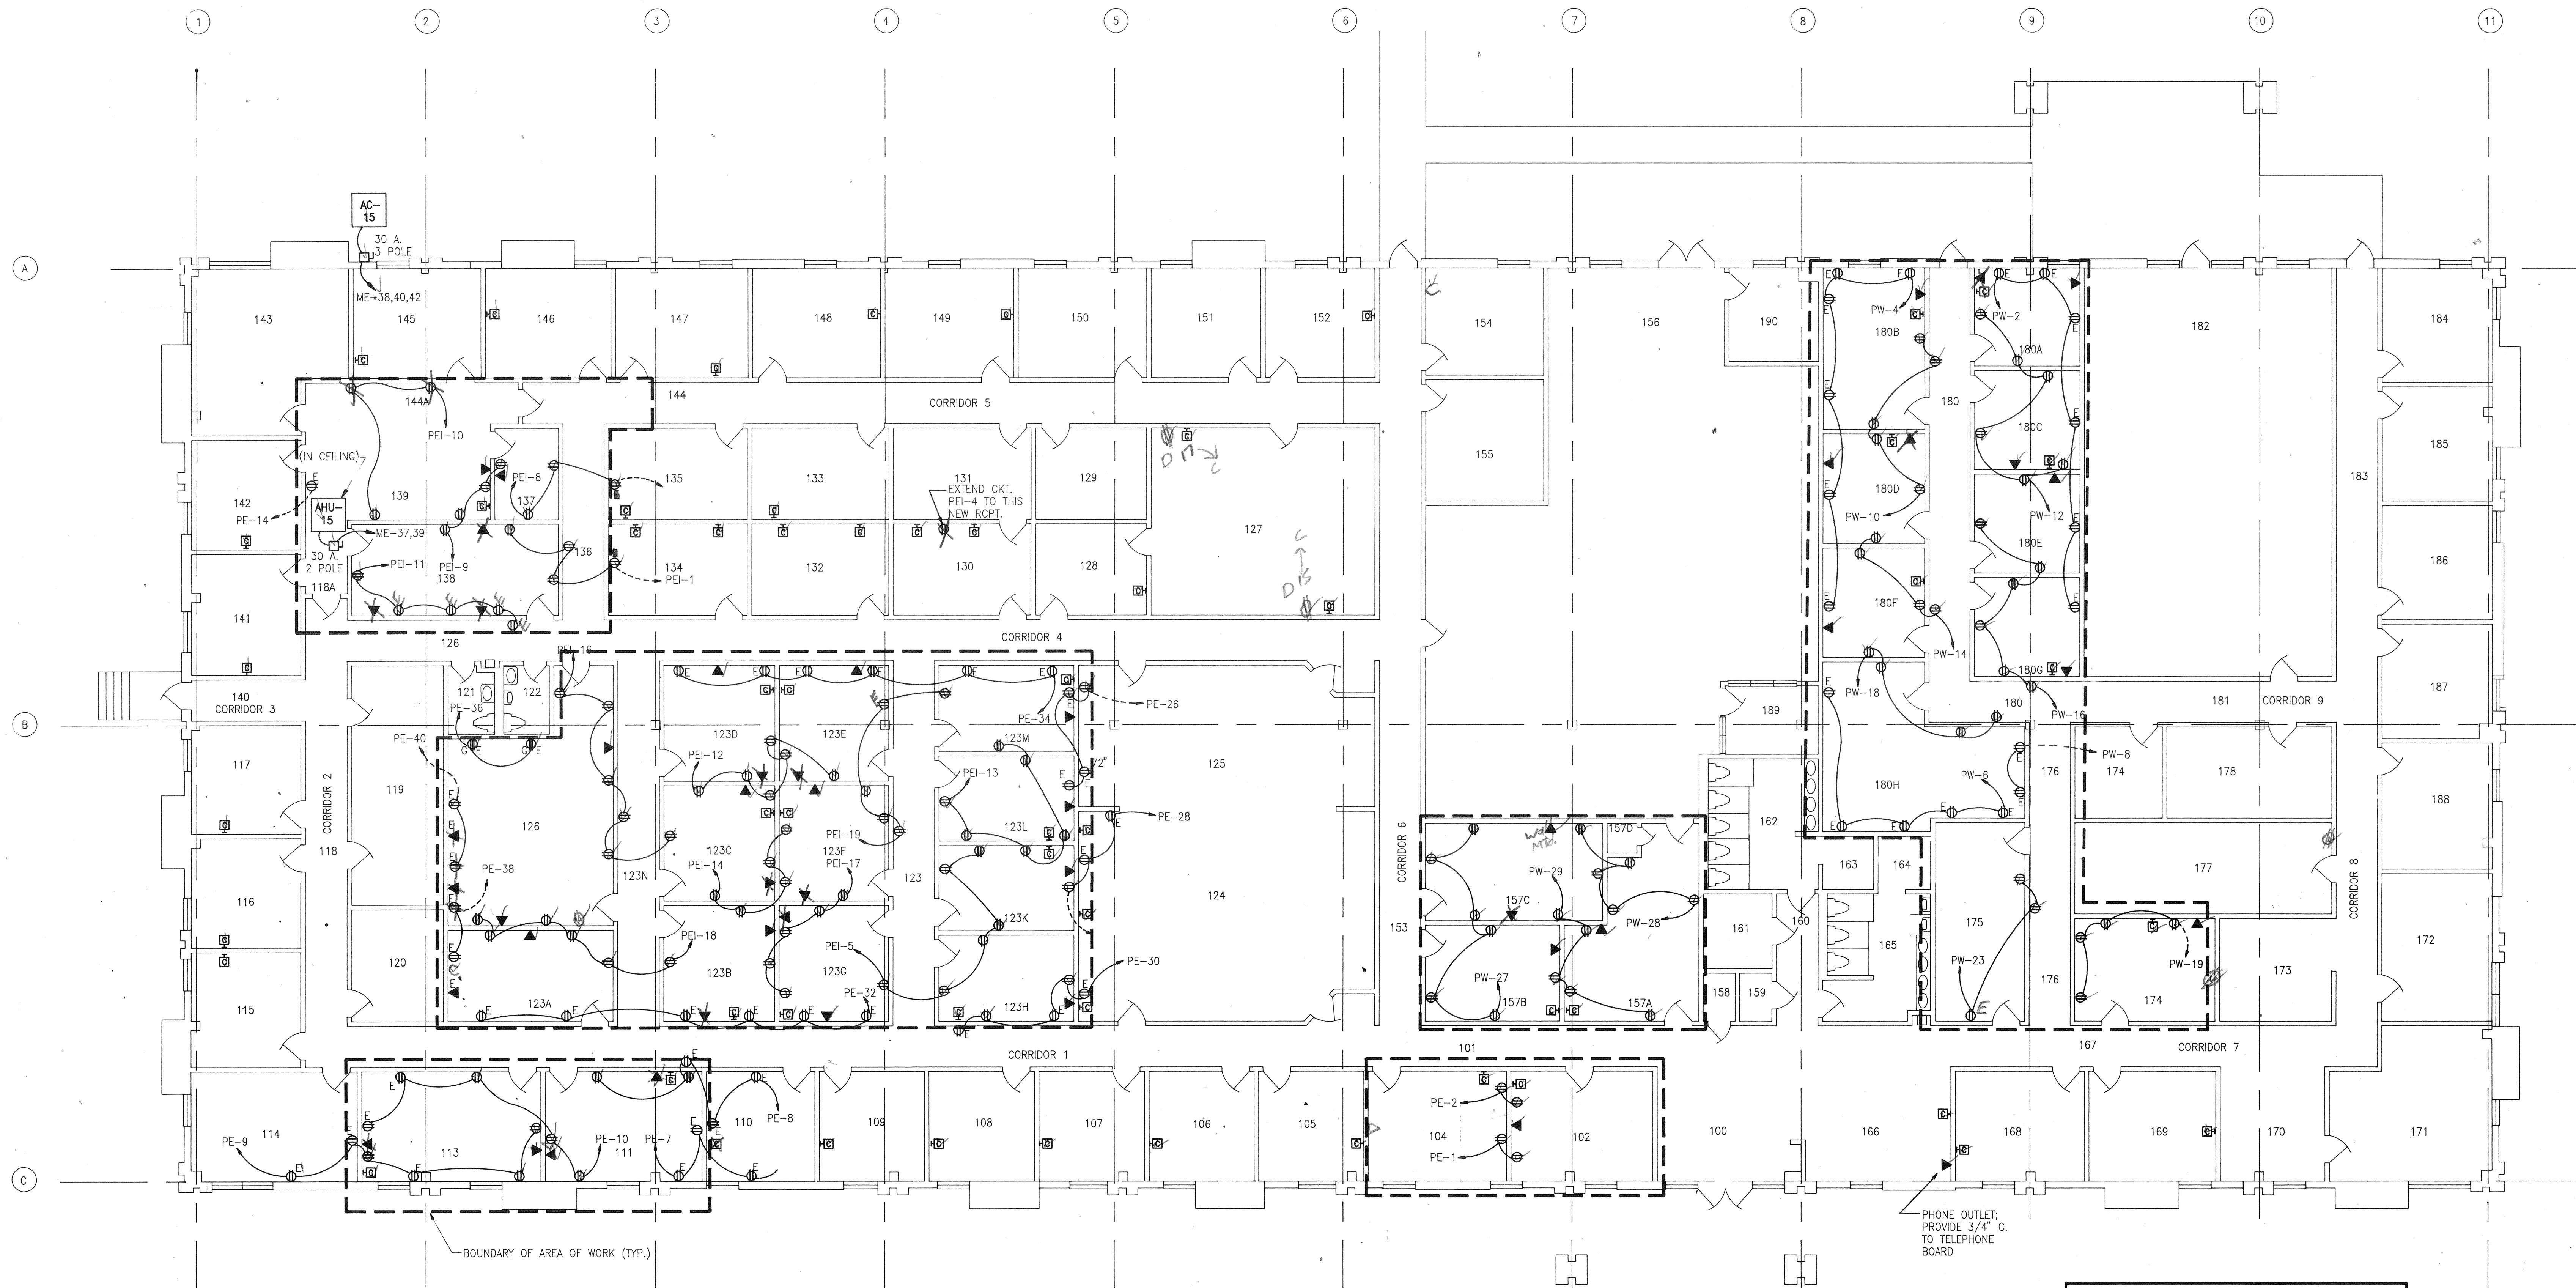 1 2 3 4 5 6 7 8 9 10 11
AC-
15
30 A.
3 POLE
A
ME-38,40,42
143 145 146 147 148 149 150 151 152 154 156 190
PW-4
180B
PW-2
180A
182 184
144A
144
CORRIDOR 5
180
PEI-10
180C
183
185
(IN CEILING)
142
139
PEI-8
137
135
133
131
EXTEND CKT.
PEI-4 TO THIS
NEW RCPT.
129
155
D 17
C
180D
PW-10
PW-12
PE-14
AHU-
15
ME-37,39
30 A.
2 POLE
127
C
D 15
180E
186
PEI-11
PEI-9
138
136
134
PEI-1
132
130
128
118A
141
180F
PW-14
126
CORRIDOR 4
PEI-16
140
CORRIDOR 3
121 122
PE-36
PE-26
PE-34
PW-18
180G
180
PW-16
181
CORRIDOR 9
187
B
PE-40
123D
123E
123M
72"
125
189
PW-8
176
174
178
117
CORRIDOR 2
119
126
PEI-12
PEI-13
PW-6
180H
188
118
123N
123C
PEI-14
PEI-19
123F
PEI-17
123
123L
PE-28
CORRIDOR 6
157D
162
163
164
177
CORRIDOR 8
PE-38
116
123K
124
153
PW-29
157C
PW-28
161
160
165
175
120
PEI-18
123B
PEI-5
123G
PE-30
PW-27
157B
157A
158
159
PW-23
E
176
PW-19
174
173
172
115
123A
PE-32
123H
CORRIDOR 1
101
167
CORRIDOR 7
PE-9
114
113
PE-10
111
PE-7
110
PE-8
109
108
107
106
105
PE-2
104
PE-1
102
100
166
168
169
170
171
C
BOUNDARY OF AREA OF WORK (TYP.)
PHONE OUTLET;
PROVIDE 3/4" C.
TO TELEPHONE
BOARD